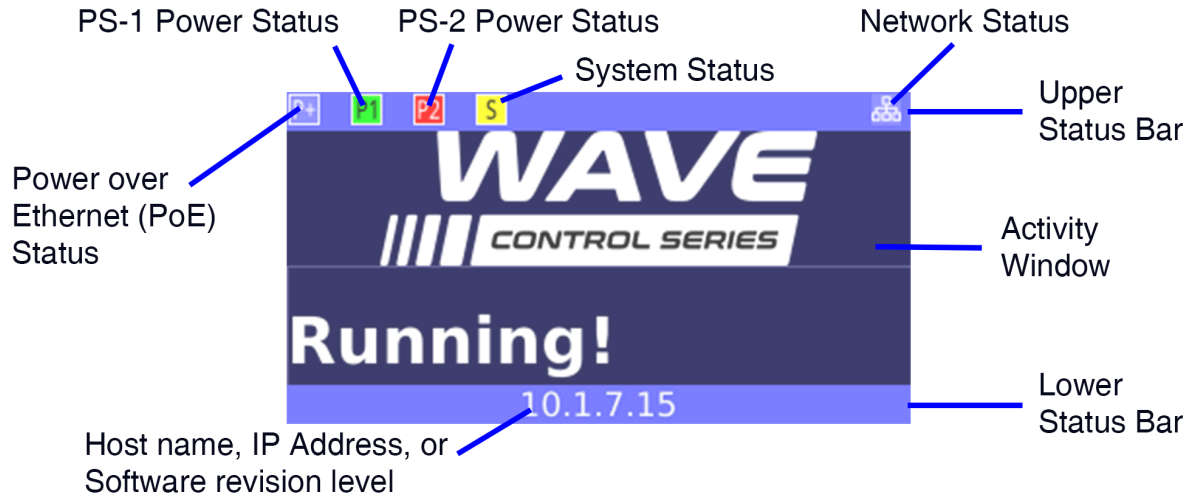 PS-1 Power Status
PS-2 Power Status
Network Status
System Status
P+
P1
P2
S
Upper
Status Bar
WAVE
CONTROL SERIES
Power over
Ethernet (PoE)
Status
Activity
Window
Running!
10.1.7.15
Lower
Status Bar
Host name, IP Address, or
Software revision level